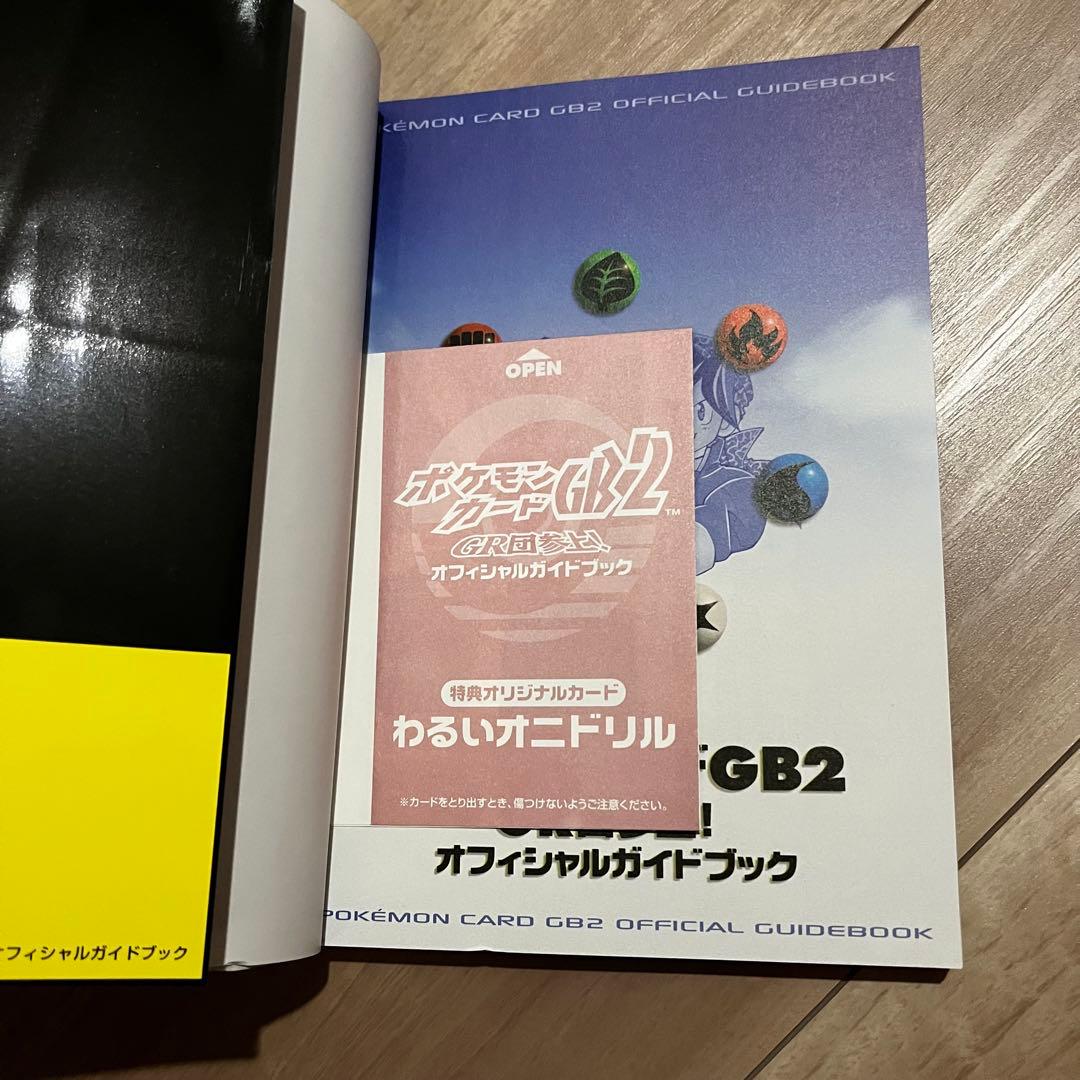 POKÉMON CARD GB2 OFFICIAL GUIDEBOOK
OPEN
ポケモン
カードGB2™
GR団参上!
オフィシャルガイドブック
特典オリジナルカード
わるいオニドリル
※カードをとり出すとき、傷つけないようご注意ください。
GB2
オフィシャルガイドブック
POKÉMON CARD GB2 OFFICIAL GUIDEBOOK
オフィシャルガイドブック